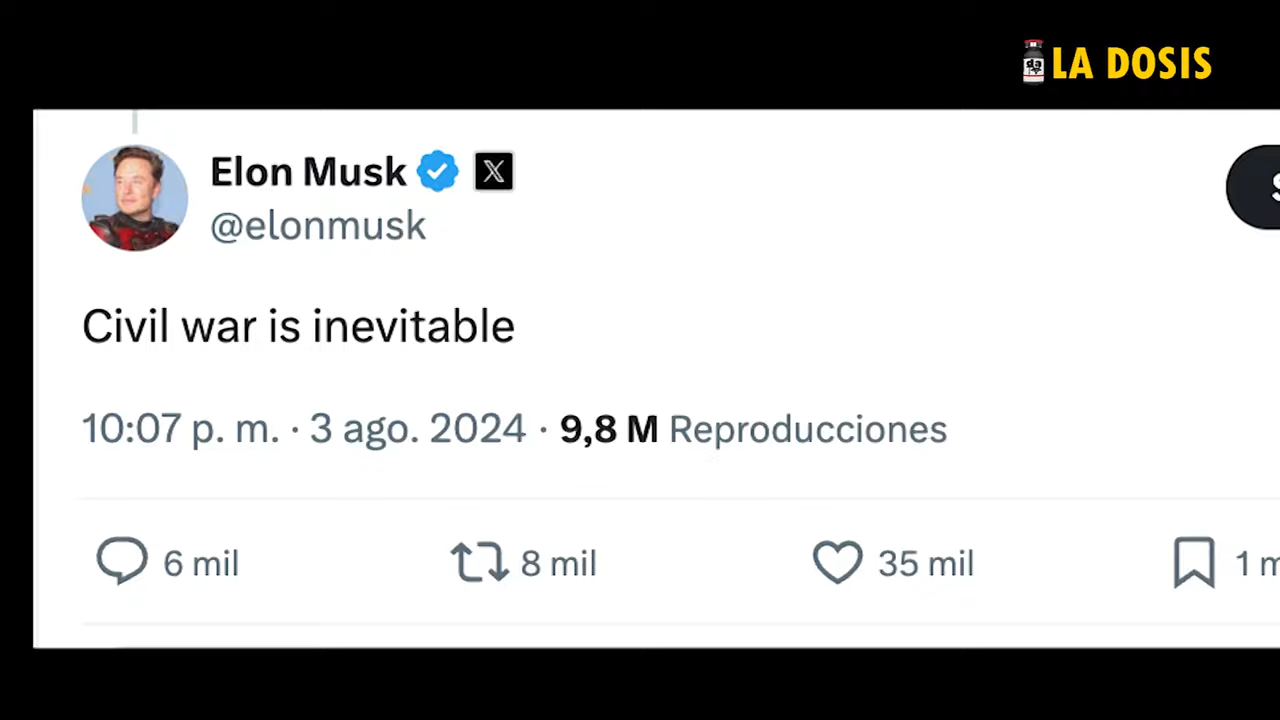 LA DOSIS
Elon Musk
@elonmusk
Civil war is inevitable
10:07 p. m. · 3 ago. 2024 · 9,8 M Reproducciones
6 mil 8 mil 35 mil 1 m